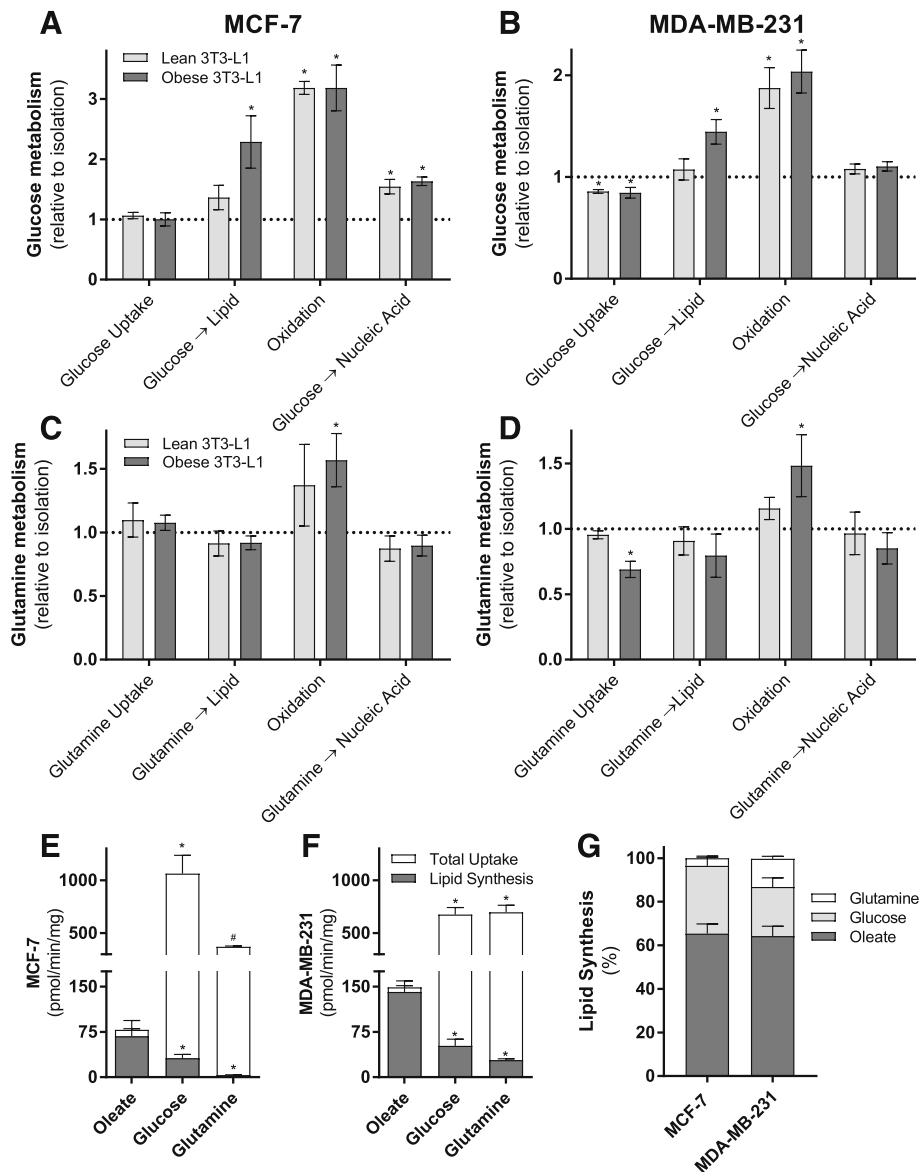 A
MCF-7
B
MDA-MB-231
Lean 3T3-L1
Obese 3T3-L1
Glucose metabolism
(relative to isolation)
3
2
1
0
Glucose Uptake
Glucose → Lipid
Oxidation
Glucose → Nucleic Acid
* * * * *
Glucose metabolism
(relative to isolation)
2
1
0
Glucose Uptake
Glucose →Lipid
Oxidation
Glucose →Nucleic Acid
* * * * *
C
D
Lean 3T3-L1
Obese 3T3-L1
Glutamine metabolism
(relative to isolation)
1.5
1.0
0.5
0.0
Glutamine Uptake
Glutamine → Lipid
Oxidation
Glutamine → Nucleic Acid
*
Glutamine metabolism
(relative to isolation)
1.5
1.0
0.5
0.0
Glutamine Uptake
Glutamine →Lipid
Oxidation
Glutamine →Nucleic Acid
* *
E
MCF-7
(pmol/min/mg)
1000
500
150
75
0
Oleate
Glucose
Glutamine
* # * *
F
Total Uptake
Lipid Synthesis
MDA-MB-231
(pmol/min/mg)
1000
500
150
75
0
Oleate
Glucose
Glutamine
* * * *
G
Lipid Synthesis
(%)
100
80
60
40
20
0
MCF-7
MDA-MB-231
Glutamine
Glucose
Oleate